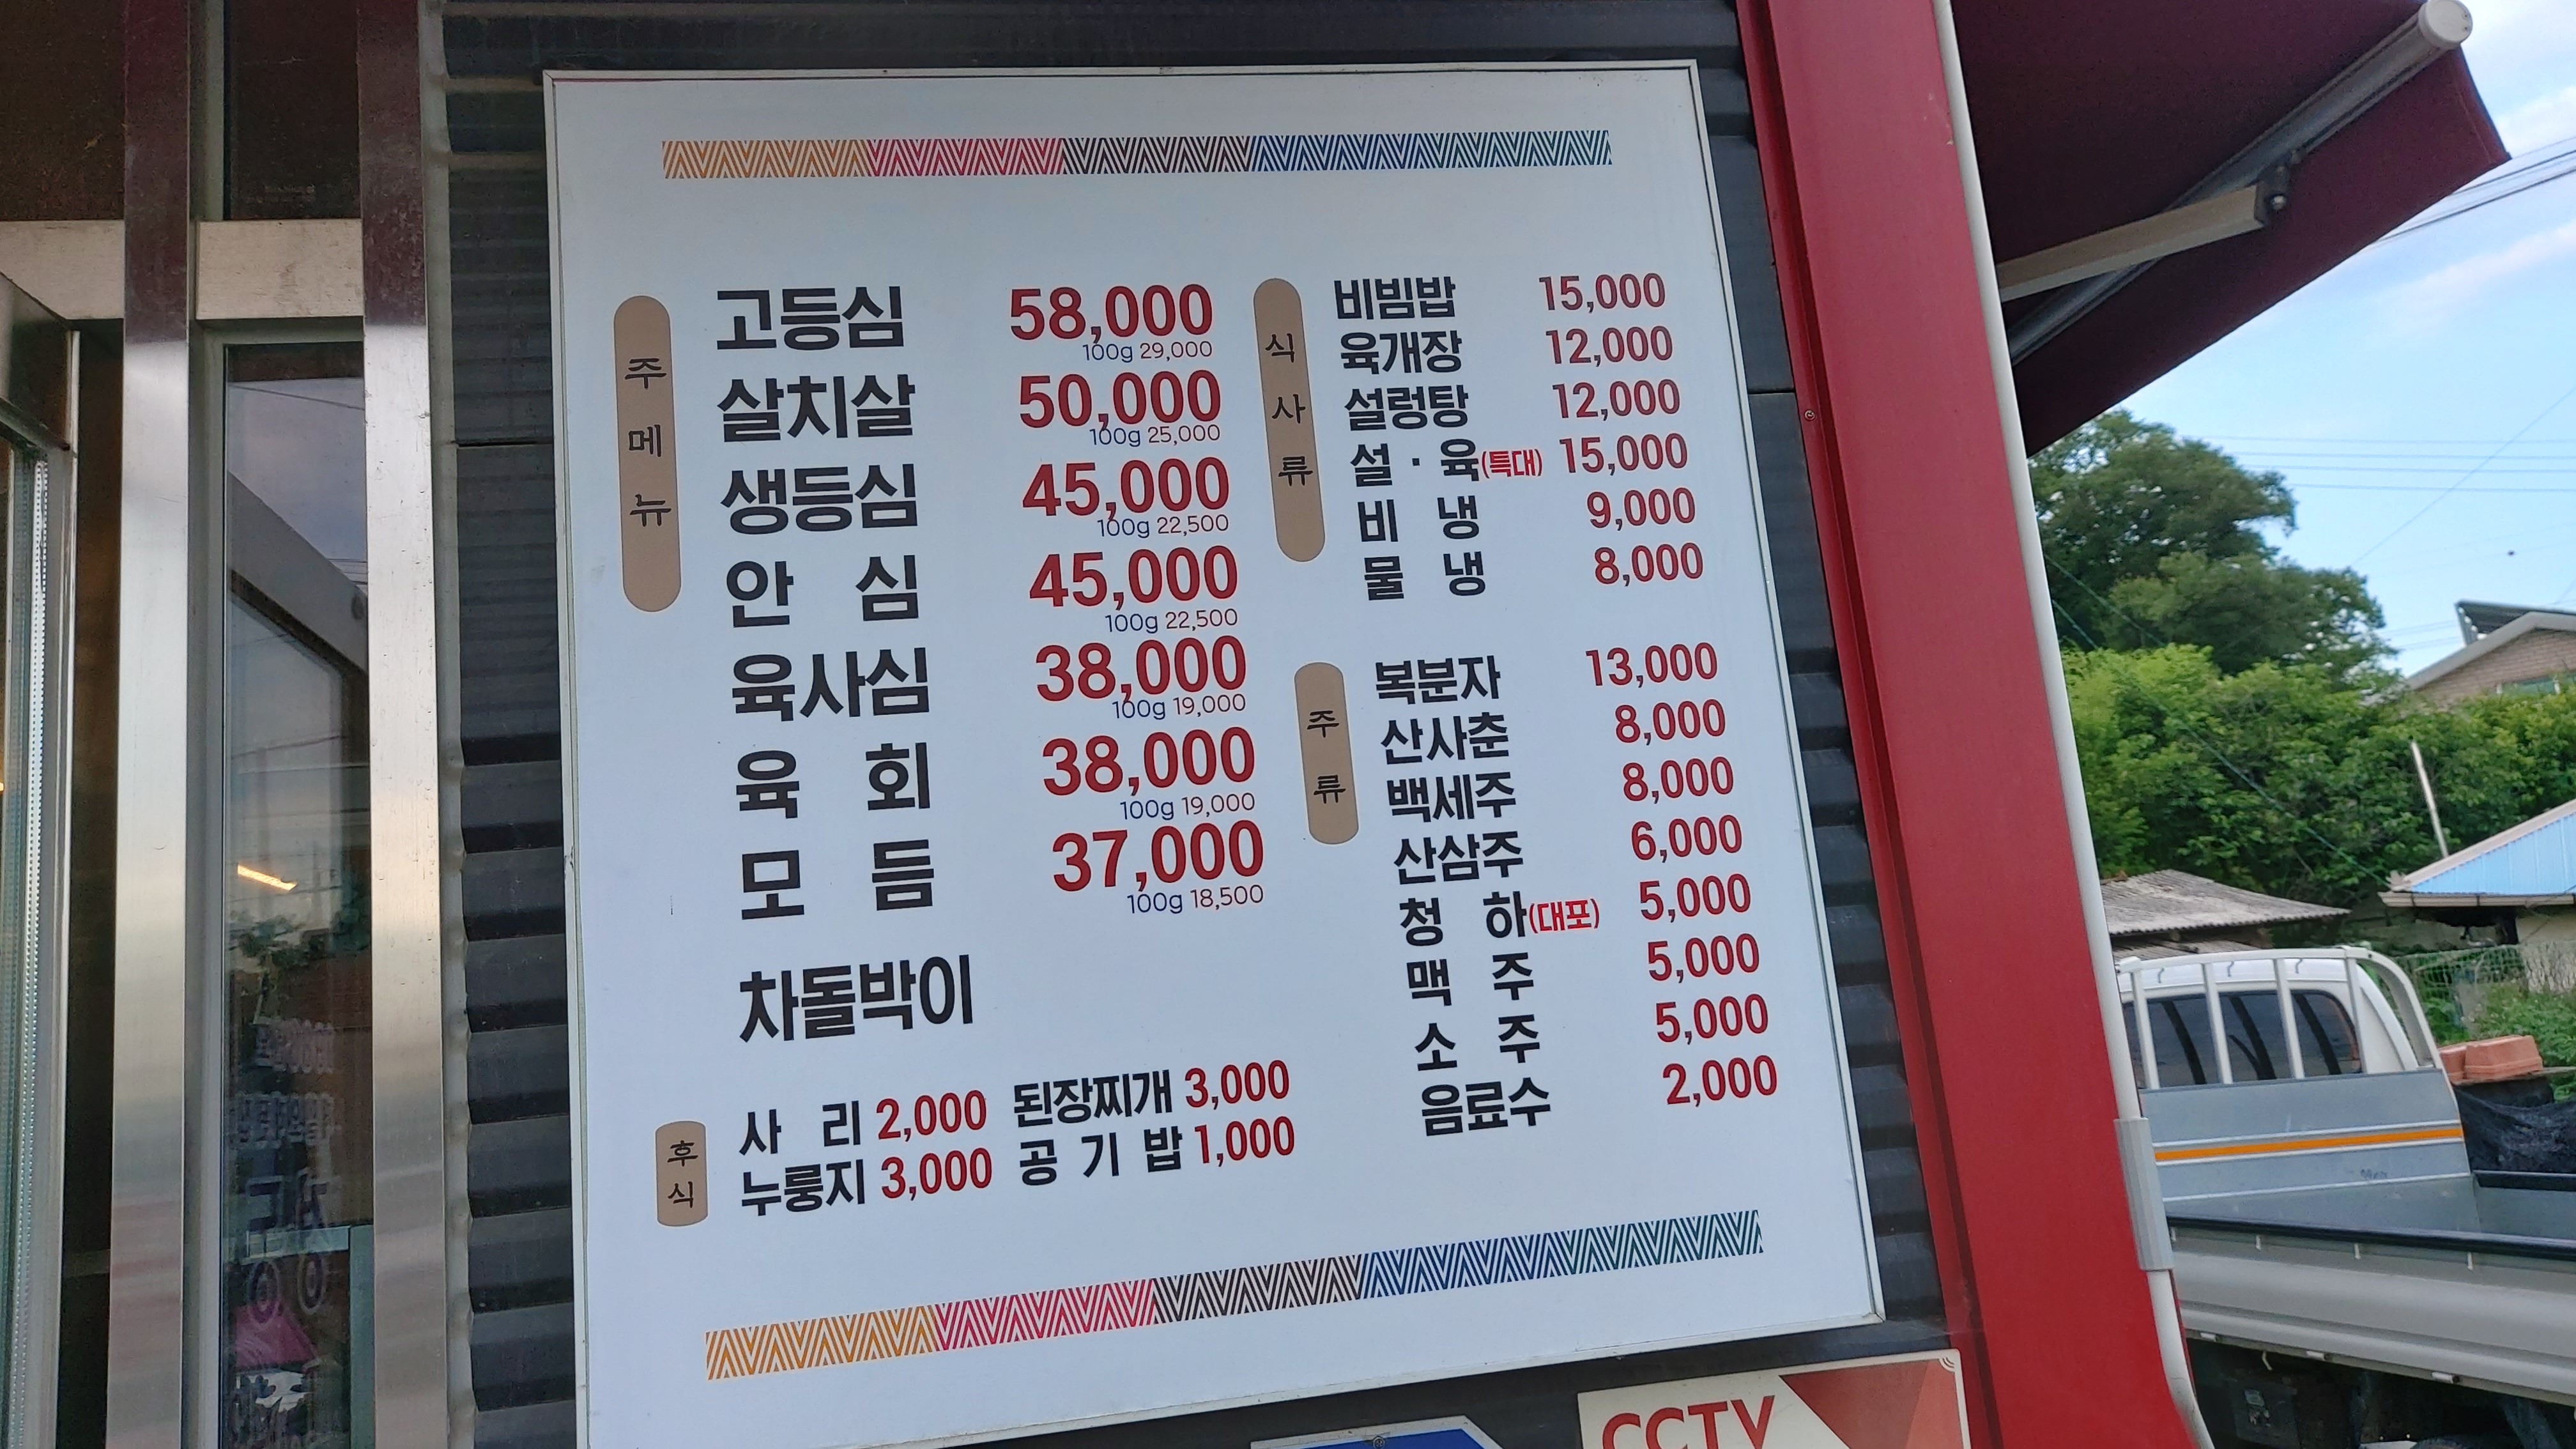 주메뉴
고등심 58,000
100g 29,000
살치살 50,000
100g 25,000
생등심 45,000
100g 22,500
안 심 45,000
100g 22,500
육사심 38,000
100g 19,000
육 회 38,000
100g 19,000
모 듬 37,000
100g 18,500
차돌박이
후식
사 리 2,000 된장찌개 3,000
누룽지 3,000 공 기 밥 1,000
식사류
비빔밥 15,000
육개장 12,000
설렁탕 12,000
설 · 육(특대) 15,000
비 냉 9,000
물 냉 8,000
주류
복분자 13,000
산사춘 8,000
백세주 8,000
산삼주 6,000
청 하(대포) 5,000
맥 주 5,000
소 주 5,000
음료수 2,000
CCTV